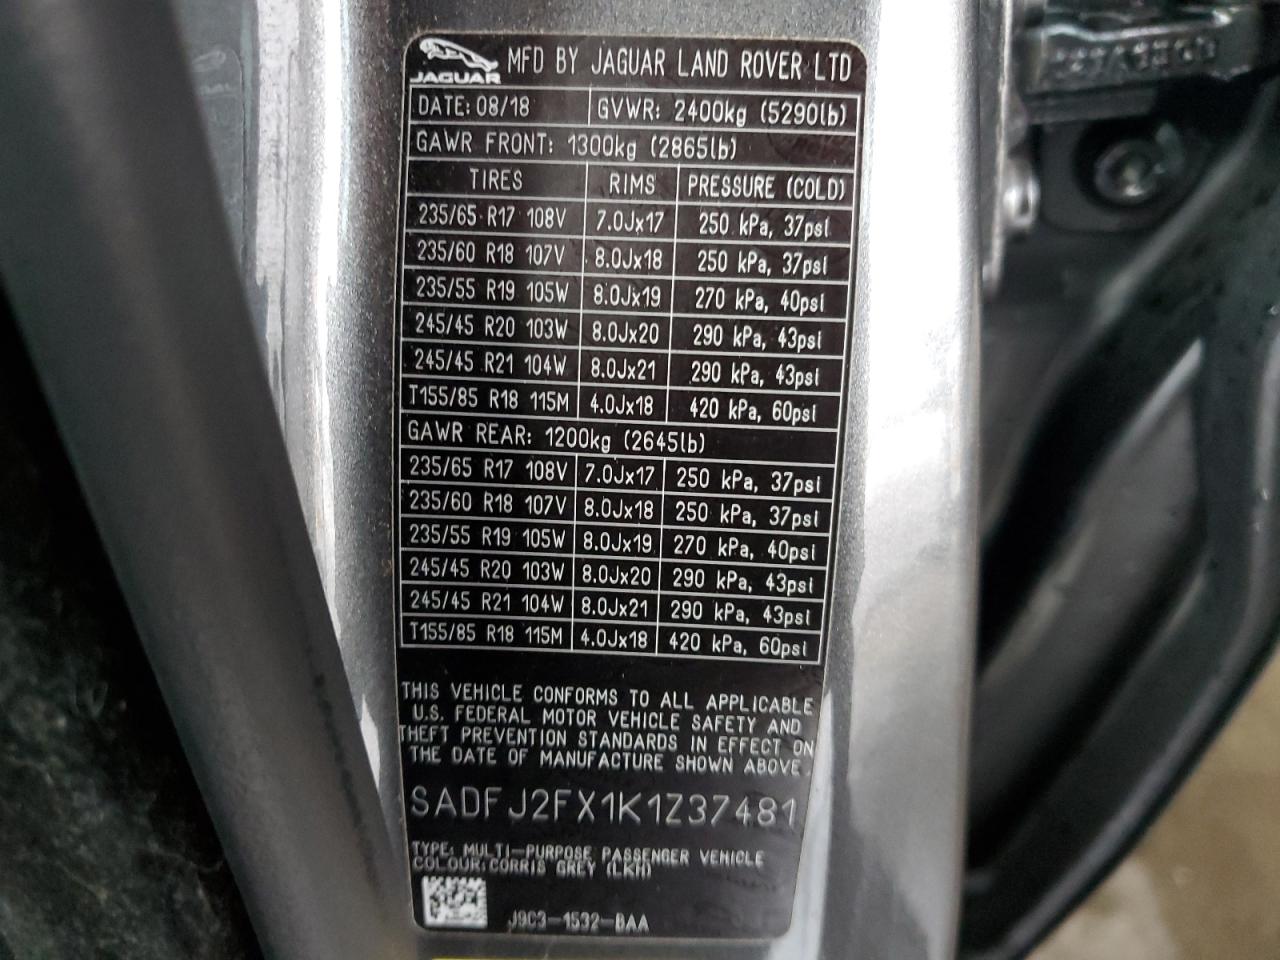 JAGUAR MFD BY JAGUAR LAND ROVER LTD
DATE: 08/18 GVWR: 2400kg (5290lb)
GAWR FRONT: 1300kg (2865lb)
TIRES RIMS PRESSURE (COLD)
235/65 R17 108V 7.0Jx17 250 kPa, 37psi
235/60 R18 107V 8.0Jx18 250 kPa, 37psi
235/55 R19 105W 8.0Jx19 270 kPa, 40psi
245/45 R20 103W 8.0Jx20 290 kPa, 43psi
245/45 R21 104W 8.0Jx21 290 kPa, 43psi
T155/85 R18 115M 4.0Jx18 420 kPa, 60psi
GAWR REAR: 1200kg (2645lb)
235/65 R17 108V 7.0Jx17 250 kPa, 37psi
235/60 R18 107V 8.0Jx18 250 kPa, 37psi
235/55 R19 105W 8.0Jx19 270 kPa, 40psi
245/45 R20 103W 8.0Jx20 290 kPa, 43psi
245/45 R21 104W 8.0Jx21 290 kPa, 43psi
T155/85 R18 115M 4.0Jx18 420 kPa, 60psi
THIS VEHICLE CONFORMS TO ALL APPLICABLE
U.S. FEDERAL MOTOR VEHICLE SAFETY AND
THEFT PREVENTION STANDARDS IN EFFECT ON
THE DATE OF MANUFACTURE SHOWN ABOVE.
SADFJ2FX1K1Z37481
TYPE: MULTI-PURPOSE PASSENGER VEHICLE
COLOUR: CORRIS GREY (LKH)
J9C3-1532-BAA